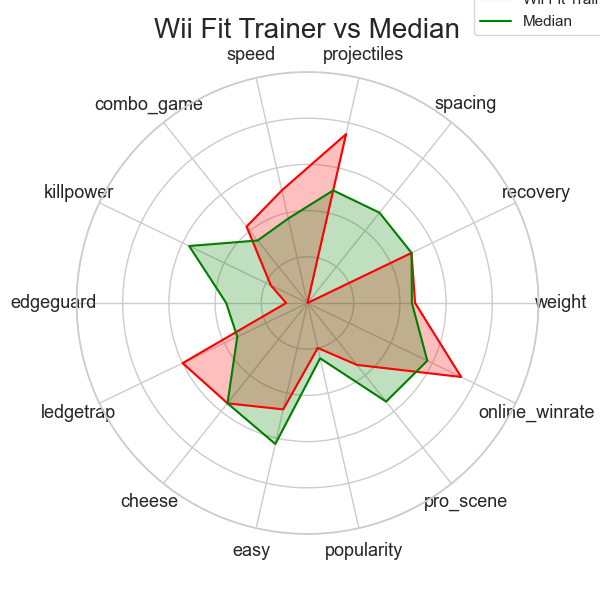 Wii Fit Trainer vs Median
Median
speed
projectiles
combo_game
spacing
killpower
recovery
edgeguard
weight
ledgetrap
online_winrate
cheese
pro_scene
easy
popularity